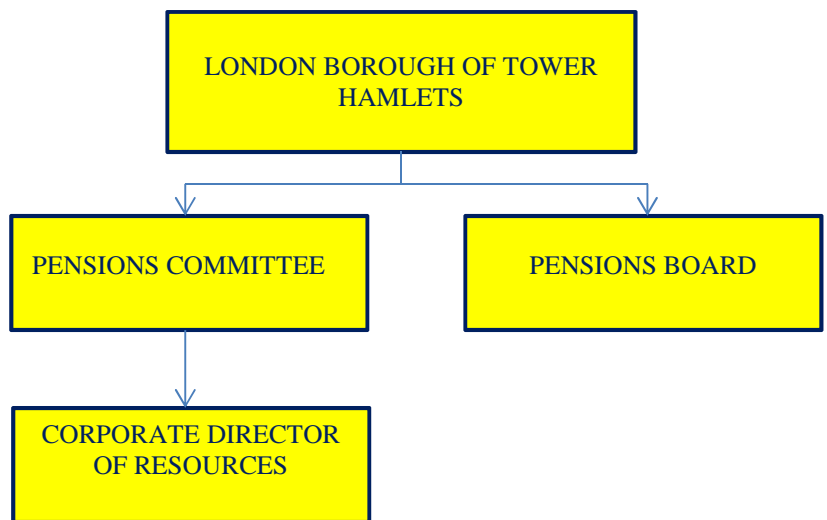 LONDON BOROUGH OF TOWER
HAMLETS
PENSIONS COMMITTEE
PENSIONS BOARD
CORPORATE DIRECTOR
OF RESOURCES